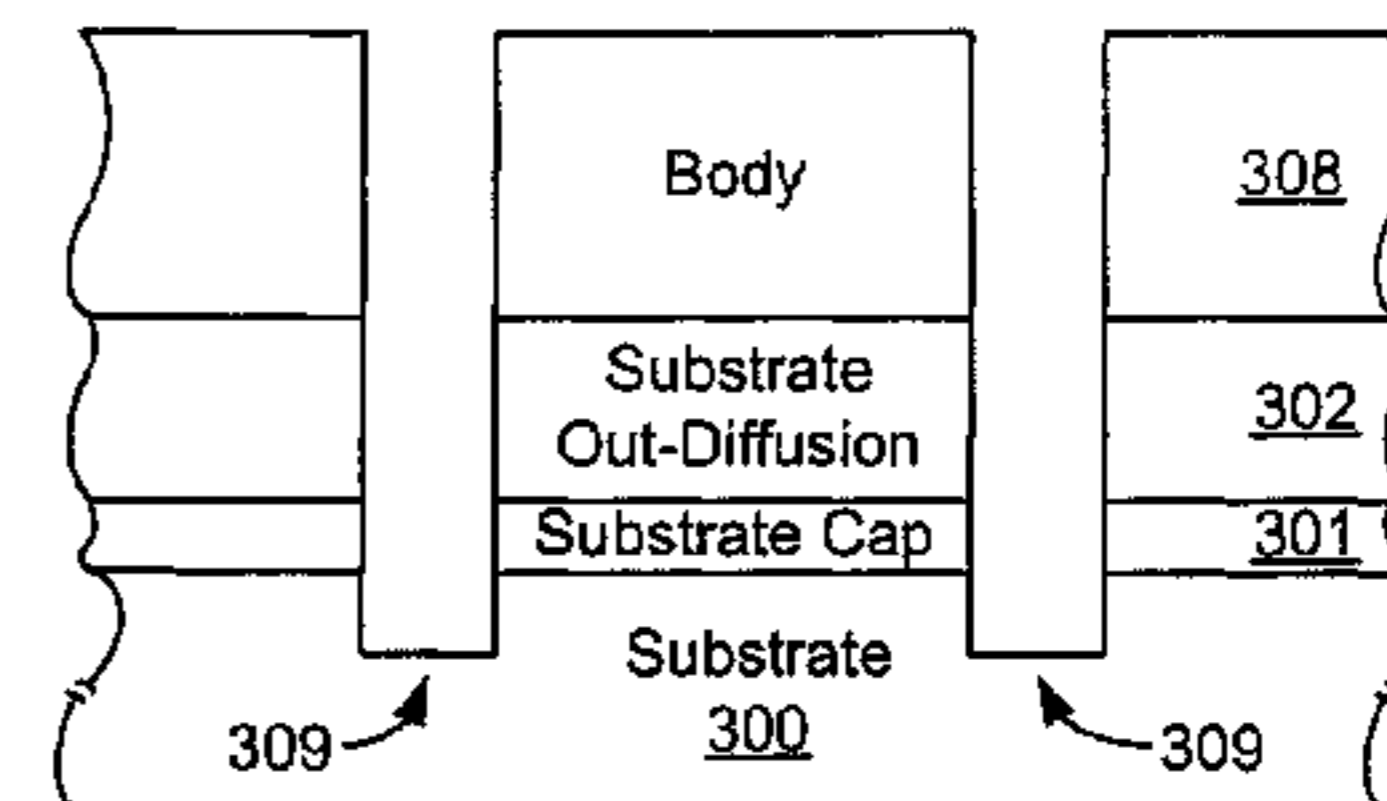 Body
308
Substrate
Out-Diffusion
302
Substrate Cap
301
Substrate
300
309
309